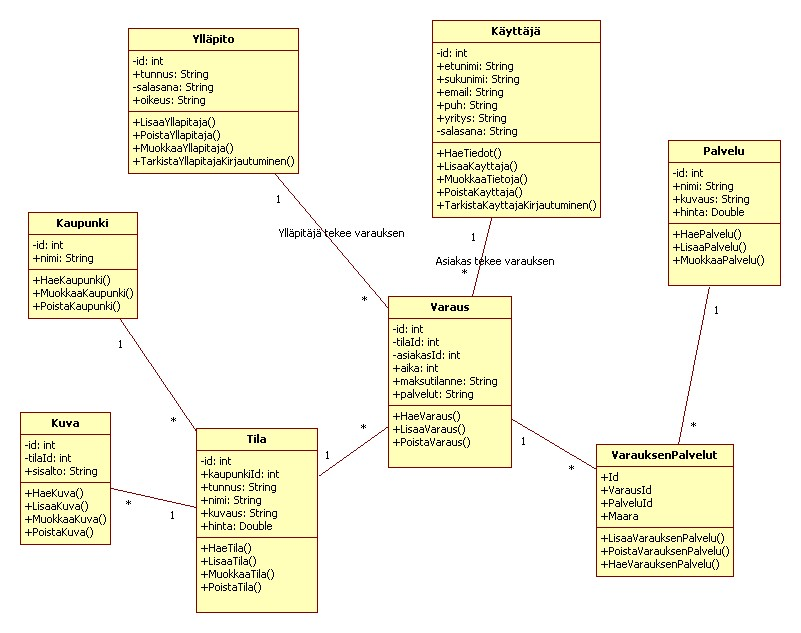 Ylläpito
-id: int
+tunnus: String
-salasana: String
+oikeus: String
+LisaaYllapitaja()
+PoistaYllapitaja()
+MuokkaaYllapitaja()
+TarkistaYllapitajaKirjautuminen()
Käyttäjä
-id: int
+etunimi: String
+sukunimi: String
+email: String
+puh: String
+yritys: String
-salasana: String
+HaeTiedot()
+LisaaKayttaja()
+MuokkaaTietoja()
+PoistaKayttaja()
+TarkistaKayttajaKirjautuminen()
Palvelu
-id: int
+nimi: String
+kuvaus: String
+hinta: Double
+HaePalvelu()
+LisaaPalvelu()
+MuokkaaPalvelu()
1
Ylläpitäjä tekee varauksen
*
1
Asiakas tekee varauksen
*
1
*
Kaupunki
-id: int
+nimi: String
+HaeKaupunki()
+MuokkaaKaupunki()
+PoistaKaupunki()
1
*
Varaus
-id: int
-tilaId: int
-asiakasId: int
+aika: int
+maksutilanne: String
+palvelut: String
+HaeVaraus()
+LisaaVaraus()
+PoistaVaraus()
*
1
1
*
Kuva
-id: int
-tilaId: int
+sisalto: String
+HaeKuva()
+LisaaKuva()
+MuokkaaKuva()
+PoistaKuva()
*
1
Tila
-id: int
+kaupunkiId: int
+tunnus: String
+nimi: String
+kuvaus: String
+hinta: Double
+HaeTila()
+LisaaTila()
+MuokkaaTila()
+PoistaTila()
VarauksenPalvelut
+Id
+VarausId
+PalveluId
+Maara
+LisaaVarauksenPalvelu()
+PoistaVarauksenPalvelu()
+HaeVarauksenPalvelu()